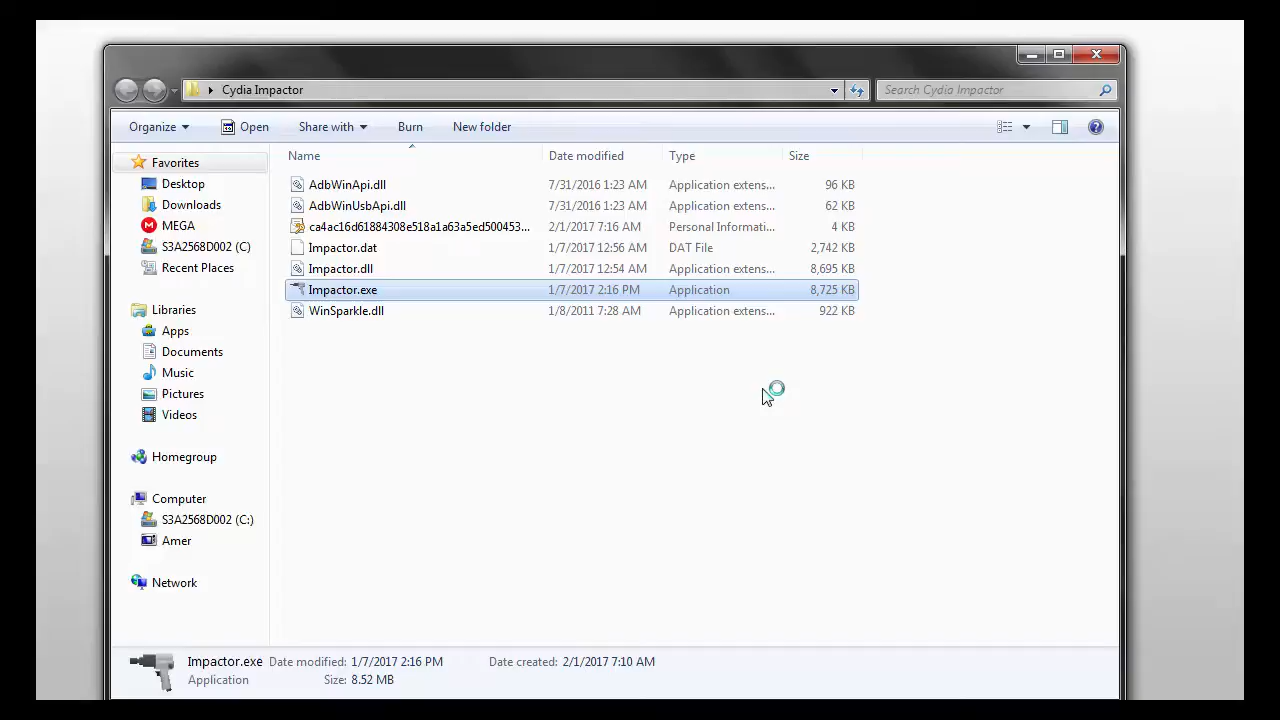 Cydia Impactor
Search Cydia Impactor
Organize Open Share with Burn New folder
Name Date modified Type Size
Favorites
Desktop
Downloads
MEGA
S3A2568D002 (C)
Recent Places
Libraries
Apps
Documents
Music
Pictures
Videos
Homegroup
Computer
S3A2568D002 (C:)
Amer
Network
AdbWinApi.dll 7/31/2016 1:23 AM Application extens... 96 KB
AdbWinUsbApi.dll 7/31/2016 1:23 AM Application extens... 62 KB
ca4ac16d61884308e518a1a63a5ed500453... 2/1/2017 7:16 AM Personal Informati... 4 KB
Impactor.dat 1/7/2017 12:56 AM DAT File 2,742 KB
Impactor.dll 1/7/2017 12:54 AM Application extens... 8,695 KB
Impactor.exe 1/7/2017 2:16 PM Application 8,725 KB
WinSparkle.dll 1/8/2011 7:28 AM Application extens... 922 KB
Impactor.exe Date modified: 1/7/2017 2:16 PM Date created: 2/1/2017 7:10 AM
Application Size: 8.52 MB